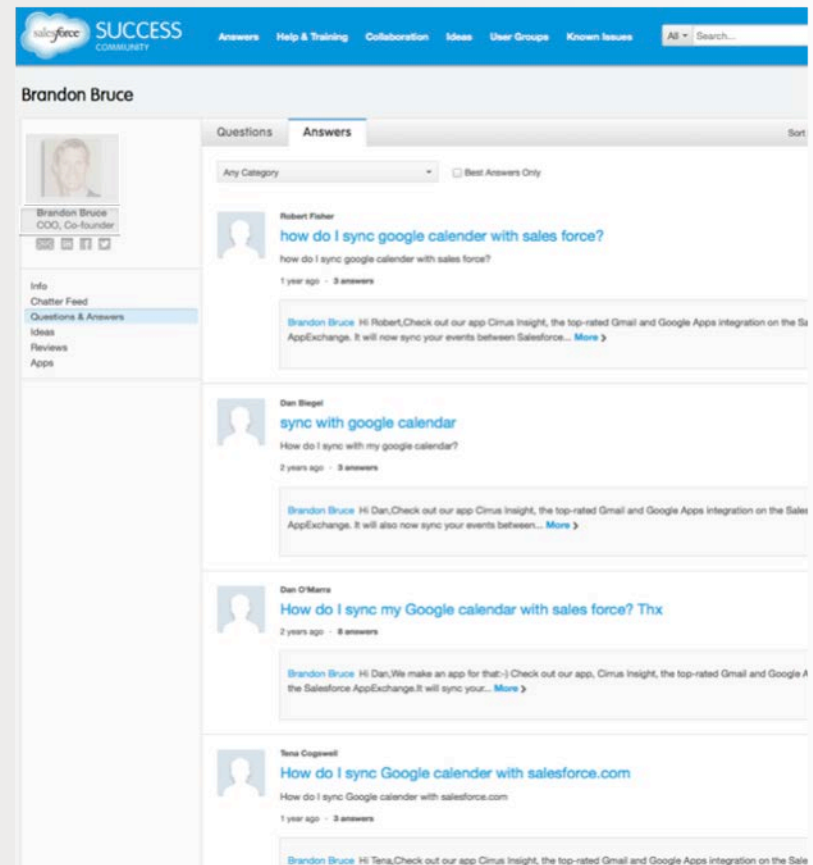 salesforce SUCCESS
COMMUNITY
Answers Help & Training Collaboration Ideas User Groups Known Issues All Search...
Brandon Bruce
Brandon Bruce
COO, Co-founder
Info
Chatter Feed
Questions & Answers
Ideas
Reviews
Apps
Questions Answers Sort
Any Category Best Answers Only
Robert Fisher
how do I sync google calender with sales force?
how do I sync google calender with sales force?
1 year ago - 3 answers
Brandon Bruce Hi Robert,Check out our app Cirrus Insight, the top-rated Gmail and Google Apps integration on the Sa
AppExchange. It will now sync your events between Salesforce... More >
Dan Biegel
sync with google calendar
How do I sync with my google calendar?
2 years ago - 3 answers
Brandon Bruce Hi Dan,Check out our app Cirrus Insight, the top-rated Gmail and Google Apps integration on the Sales
AppExchange. It will also now sync your events between... More >
Dan O'Marra
How do I sync my Google calendar with sales force? Thx
2 years ago - 8 answers
Brandon Bruce Hi Dan,We make an app for that:-) Check out our app, Cirrus Insight, the top-rated Gmail and Google A
the Salesforce AppExchange.It will sync your... More >
Tena Cogswell
How do I sync Google calender with salesforce.com
How do I sync Google calender with salesforce.com
1 year ago - 3 answers
Brandon Bruce Hi Tena,Check out our app Cirrus Insight, the top-rated Gmail and Google Apps integration on the Sale